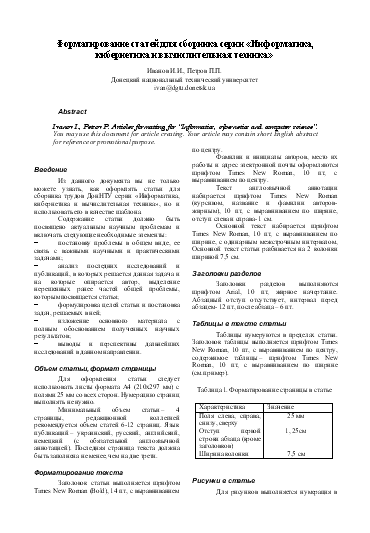 Форматирование статей для сборника серии «Информатика,
кибернетика и вычислительная техника»
Иванов И.И., Петров П.П.
Донецкий национальный технический университет
ivan@dgtu.donetsk.ua
Abstract
Ivanov I., Petrov P. Articles formatting for "Informatics, cybernetics and computer science".
You may use this document for article creating. Your article may contain short English abstract
for reference or promotional purpose.
Введение
Из данного документа вы не только
можете узнать, как оформлять статьи для
сборника трудов ДонНТУ серии «Информатика,
кибернетика и вычислительная техника», но и
использовать его в качестве шаблона.
Содержание статьи должно быть
посвящено актуальным научным проблемам и
включать следующие необходимые элементы:
– постановку проблемы в общем виде, ее
связь с важными научными и практическими
задачами;
– анализ последних исследований и
публикаций, в которых решается данная задача и
на которые опирается автор, выделение
нерешенных ранее частей общей проблемы,
которым посвящается статья;
– формулировка целей статьи и постановка
задач, решаемых в ней;
– изложение основного материала с
полным обоснованием полученных научных
результатов;
– выводы и перспективы дальнейших
исследований в данном направлении.
Объем статьи, формат страницы
Для оформления статьи следует
использовать листы формата А4 (210x297 мм) с
полями 25 мм со всех сторон. Нумерацию страниц
выполнять не нужно.
Минимальный объем статьи – 4
страницы, редакционной коллегией
рекомендуется объем статей 6-12 страниц. Язык
публикаций – украинский, русский, английский,
немецкий (с обязательной англоязычной
аннотацией). Последняя страница текста должна
быть заполнена не менее, чем на две трети.
Форматирование текста
Заголовок статьи выполняется шрифтом
Times New Roman (Bold), 14 пт, с выравниванием
по центру.
Фамилии и инициалы авторов, место их
работы и адрес электронной почты оформляются
шрифтом Times New Roman, 10 пт, с
выравниванием по центру.
Текст англоязычной аннотации
набирается шрифтом Times New Roman
(курсивом, название и фамилии авторов-
жирным), 10 пт, с выравниванием по ширине,
отступ слева и справа- 1 см.
Основной текст набирается шрифтом
Times New Roman, 10 пт, с выравниванием по
ширине, с одинарным межстрочным интервалом,
Основной текст статьи разбивается на 2 колонки
шириной 7,5 см.
Заголовки разделов
Заголовки разделов выполняются
шрифтом Arial, 10 пт, жирное начертание.
Абзацный отступ отсутствует, интервал перед
абзацем- 12 пт, после абзаца – 6 пт.
Таблицы в тексте статьи
Таблицы нумеруются в пределах статьи.
Заголовок таблицы выполняется шрифтом Times
New Roman, 10 пт, с выравниванием по центру,
содержимое таблицы – шрифтом Times New
Roman, 10 пт, с выравниванием по ширине
(см.пример).
Таблица 1. Форматирование страницы в статье
Характеристика Значение
Поля слева, справа, 25 мм
снизу, сверху
Отступ первой 1, 25см
строки абзаца (кроме
заголовков)
Ширина колонки 7,5 см
Рисунки в статье
Для рисунков выполняется нумерация в